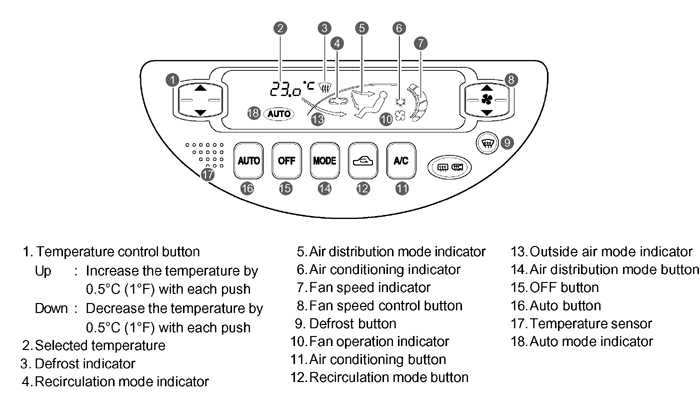 2 3 4 5 6 7
1 8
23.0°C
18 AUTO 13 10
9
17
AUTO OFF MODE A/C
16 15 14 12 11
1. Temperature control button
Up : Increase the temperature by
0.5°C (1°F) with each push
Down : Decrease the temperature by
0.5°C (1°F) with each push
2. Selected temperature
3. Defrost indicator
4. Recirculation mode indicator
5. Air distribution mode indicator
6. Air conditioning indicator
7. Fan speed indicator
8. Fan speed control button
9. Defrost button
10. Fan operation indicator
11. Air conditioning button
12. Recirculation mode button
13. Outside air mode indicator
14. Air distribution mode button
15. OFF button
16. Auto button
17. Temperature sensor
18. Auto mode indicator